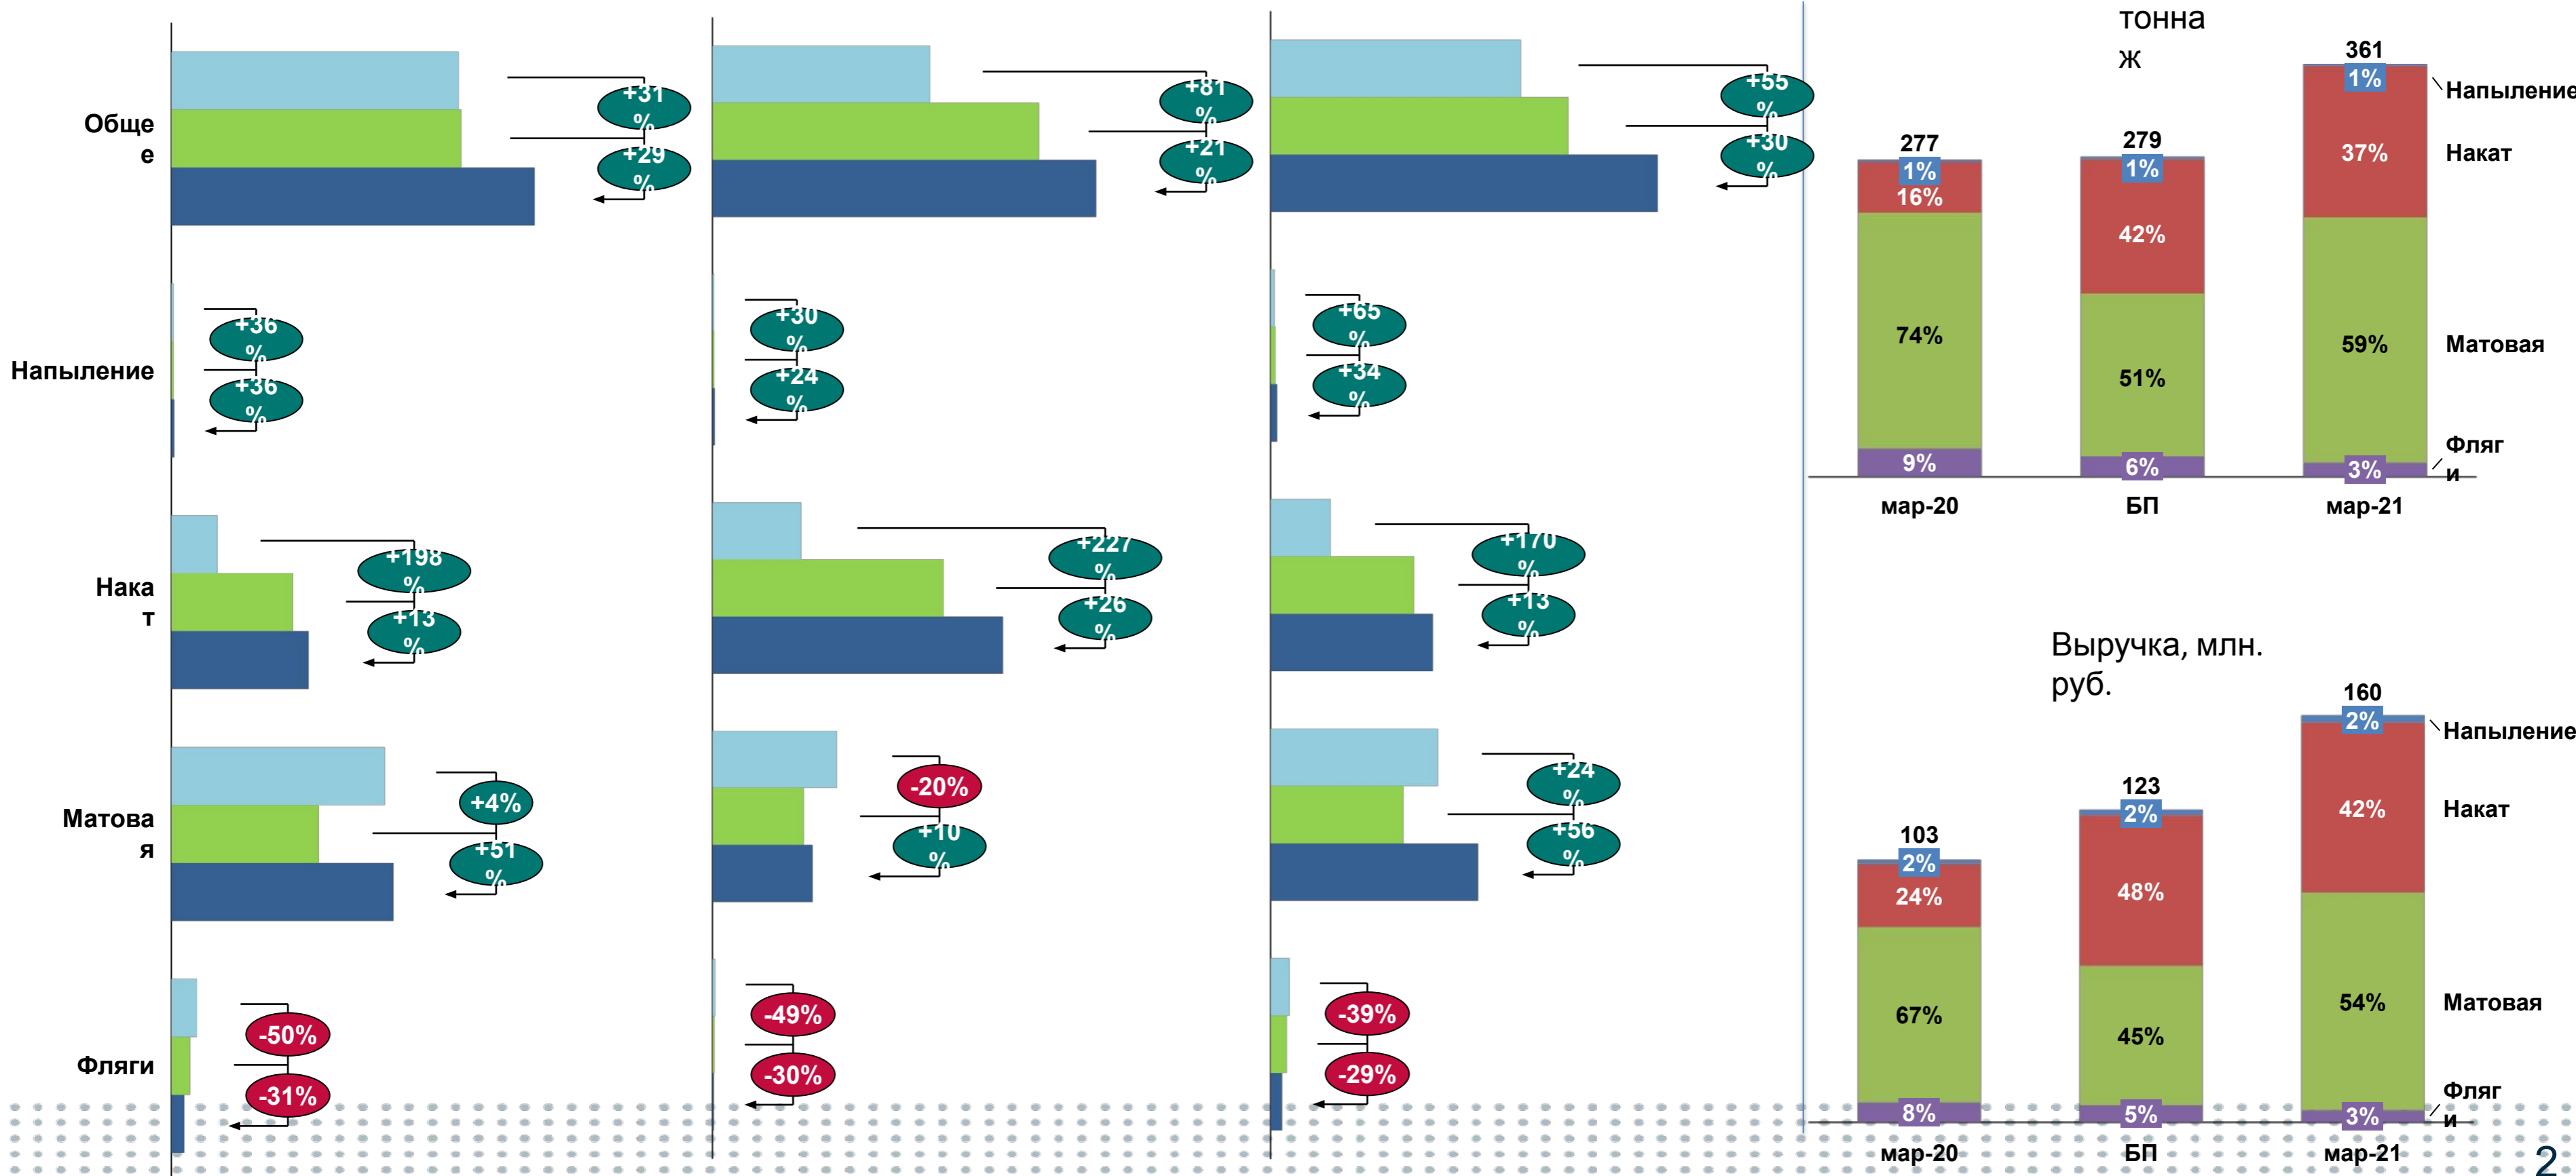 Обще
е
+31
%
+29
%
+81
%
+21
%
+55
%
+30
%
Напыление
+36
%
+36
%
+30
%
+24
%
+65
%
+34
%
Нака
т
+198
%
+13
%
+227
%
+26
%
+170
%
+13
%
Матова
я
+4%
+51
%
-20%
+10
%
+24
%
+56
%
Фляги
-50%
-31%
-49%
-30%
-39%
-29%
тонна
ж
277
1%
16%
74%
9%
279
1%
42%
51%
6%
361
1%
37%
59%
3%
Напыление
Накат
Матовая
Фляг
и
мар-20
БП
мар-21
Выручка, млн.
руб.
103
2%
24%
67%
8%
123
2%
48%
45%
5%
160
2%
42%
54%
3%
Напыление
Накат
Матовая
Фляг
и
мар-20
БП
мар-21
2